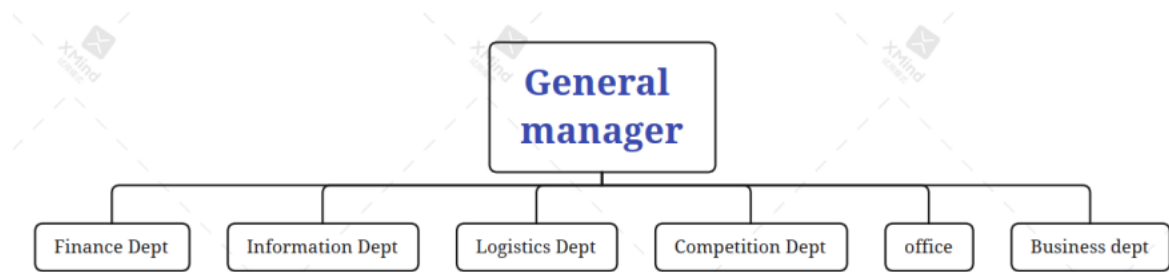 XMind
XMind
XMind
General
manager
Finance Dept
Information Dept
Logistics Dept
Competition Dept
office
Business dept